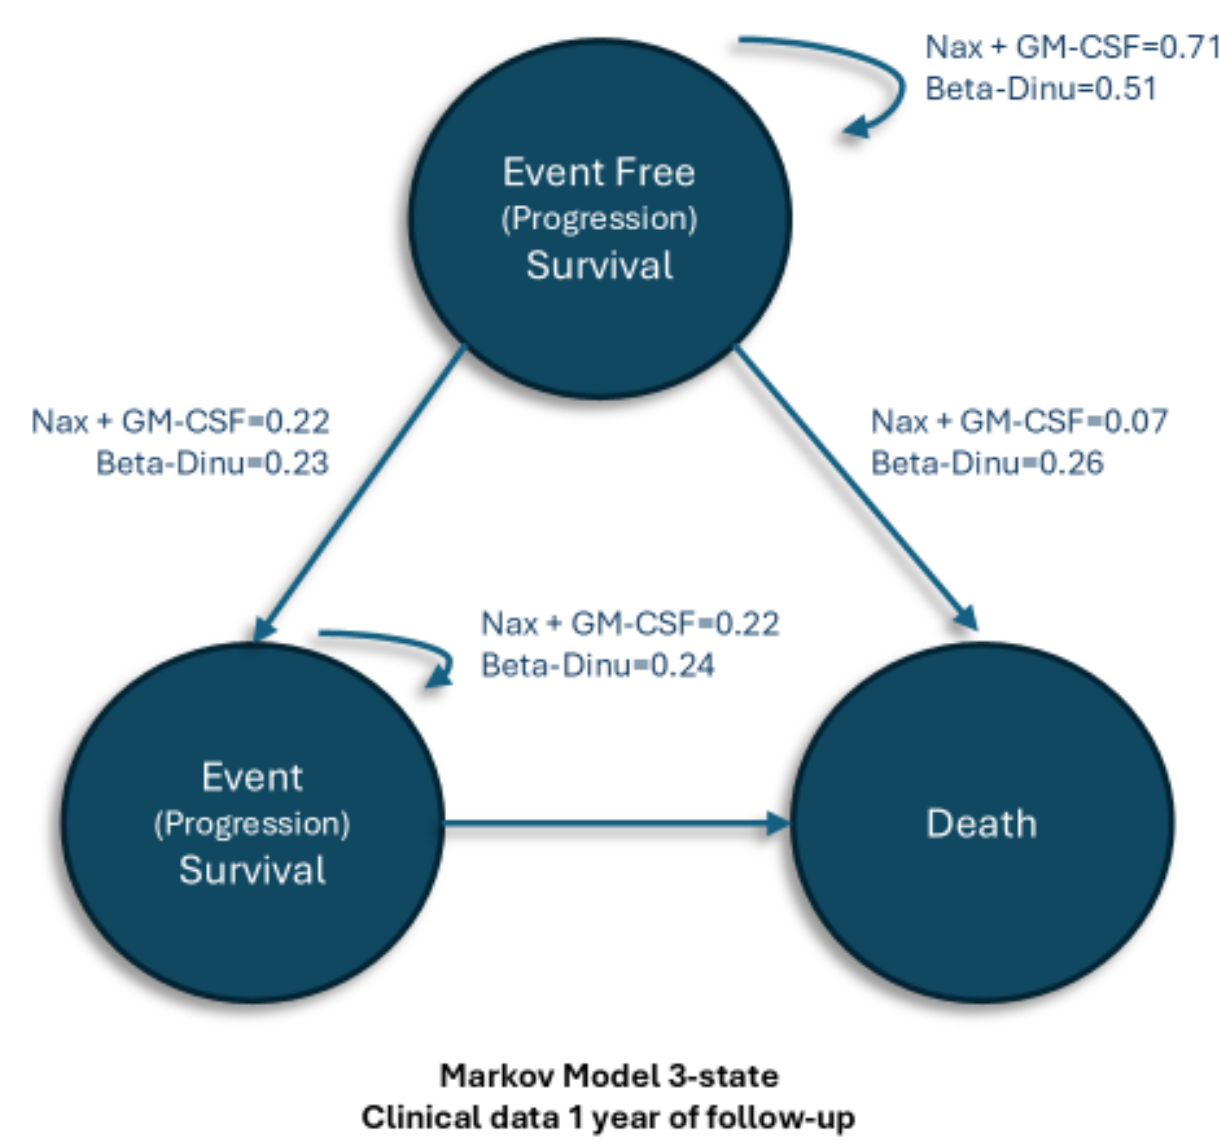 Nax + GM-CSF=0.71
Beta-Dinu=0.51
Event Free
(Progression)
Survival
Nax + GM-CSF=0.22
Beta-Dinu=0.23
Nax + GM-CSF=0.07
Beta-Dinu=0.26
Nax + GM-CSF=0.22
Beta-Dinu=0.24
Event
(Progression)
Survival
Death
Markov Model 3-state
Clinical data 1 year of follow-up